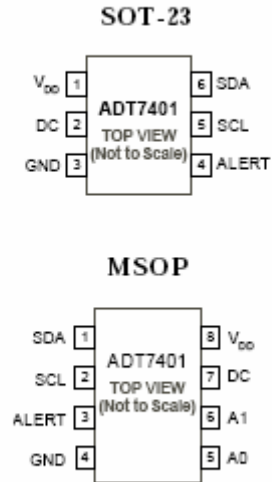 SOT-23
V_DD 1 6 SDA
ADT7401
DC 2 5 SCL
TOP VIEW
(Not to Scale)
GND 3 4 ALERT
MSOP
SDA 1 8 V_DD
ADT7401
SCL 2 7 DC
TOP VIEW
(Not to Scale)
ALERT 3 6 A1
GND 4 5 A0